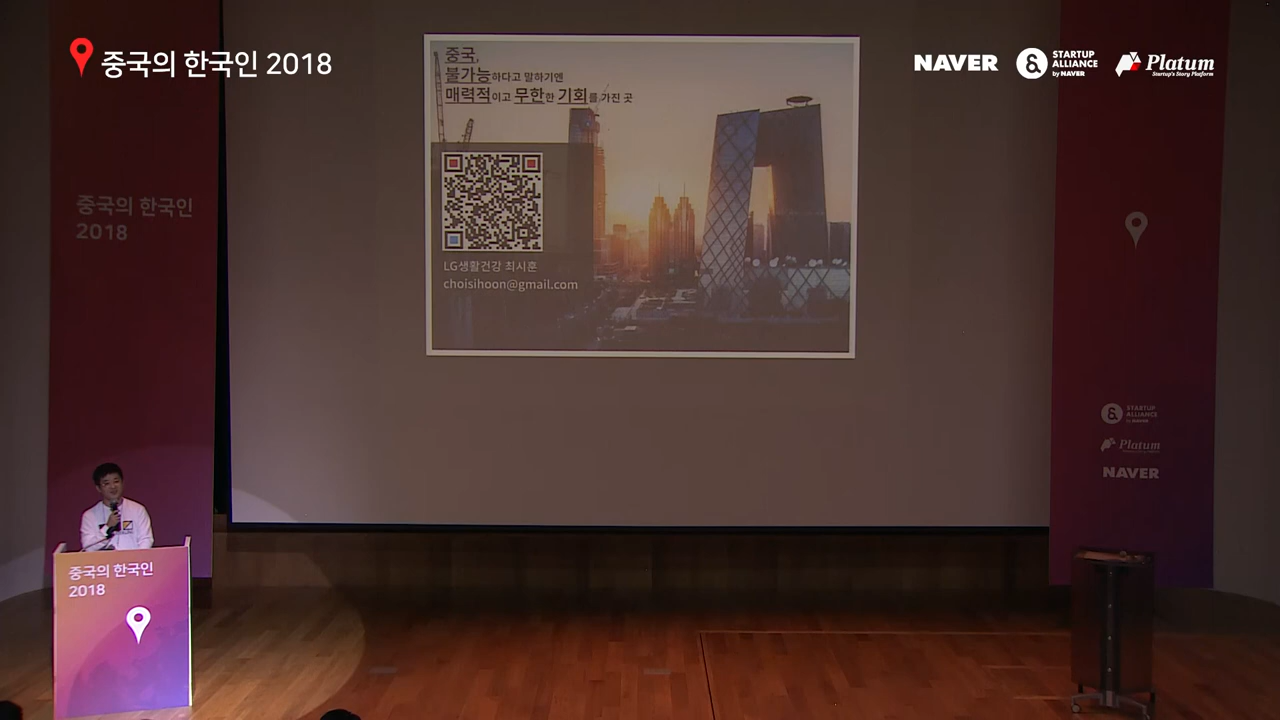 중국의 한국인 2018
NAVER
STARTUP
ALLIANCE
by NAVER
Platum
Startup's Story Platform
중국,
불가능하다고 말하기엔
매력적이고 무한한 기회를 가진 곳
LG생활건강 최시훈
choisihoon@gmail.com
중국의 한국인
2018
STARTUP
ALLIANCE
by NAVER
Platum
NAVER
중국의 한국인
2018